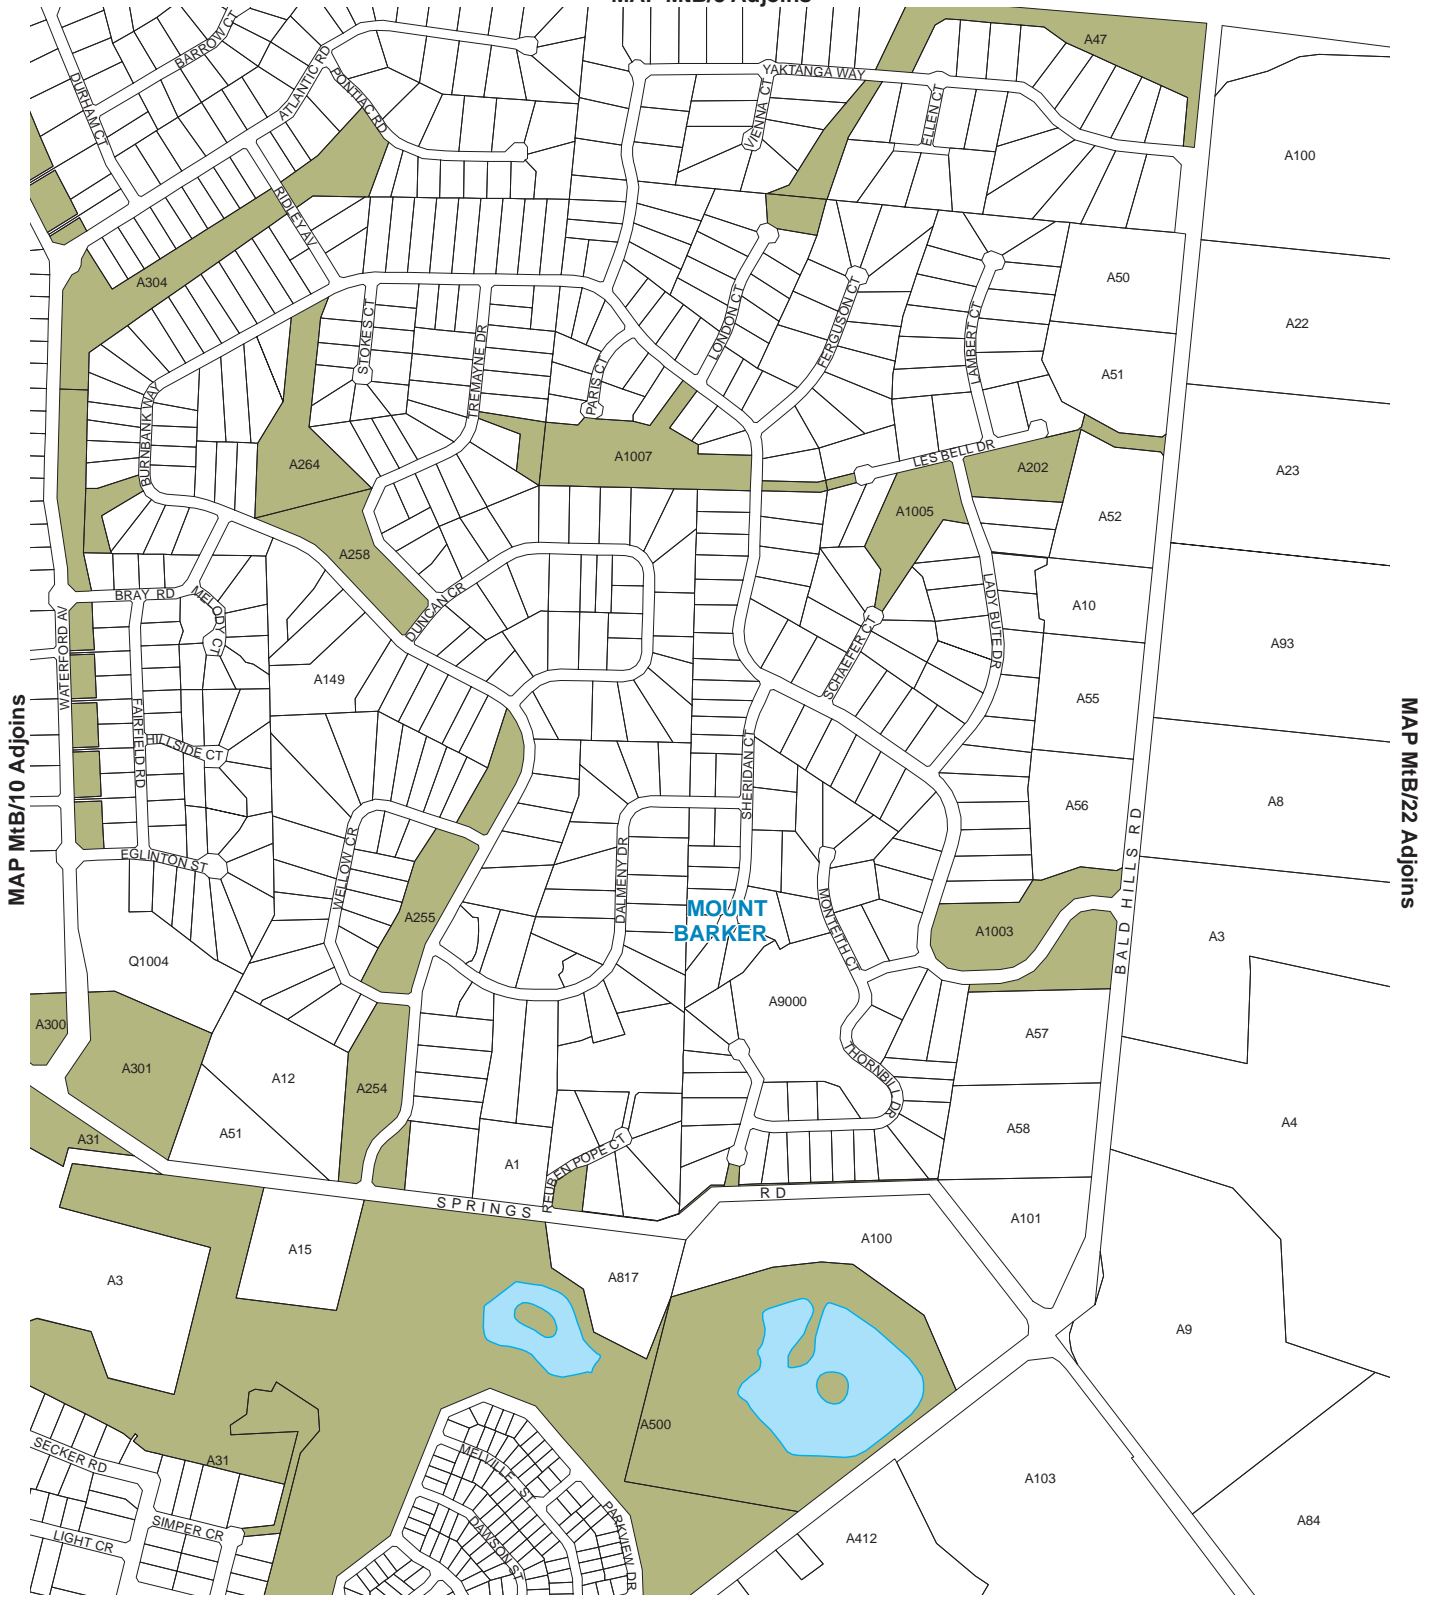 MAP MtB/10 Adjoins
MAP MtB/22 Adjoins
BARROW CT
DURHAM CT
ATLANTIC RD
PONTIAC RD
RIDLEY AV
YAKTANGA WAY
VIENNA CT
ELLEN CT
A47
A100
A304
A50
A22
STOKES CT
TREMAYNE DR
PARIS CT
LONDON CT
FERGUSON CT
LAMBERT CT
A51
BURNBANK WAY
A264
A1007
LES BELL DR
A202
A23
A1005
A52
A258
BRAY RD
MELODY CT
DUNCAN CR
LADY BUTE DR
A10
A93
WATERFORD AV
A149
SCHAEFER CT
A55
FAIRFIELD RD
HILLSIDE CT
SHERIDAN CT
A56
A8
EGLINTON ST
WELLOW CR
DALMENY DR
MONTEITH CT
BALD HILLS RD
A255
MOUNT
BARKER
A1003
A3
Q1004
A9000
A300
A301
A12
A254
THORNBILL DR
A57
A4
A31
A51
A1
REUBEN POPE CT
A58
SPRINGS
RD
A101
A3
A15
A817
A100
A9
A500
A31
SECKER RD
SIMPER CR
LIGHT CR
MELVILLE ST
DAWSON ST
PARKVIEW DR
A412
A103
A84